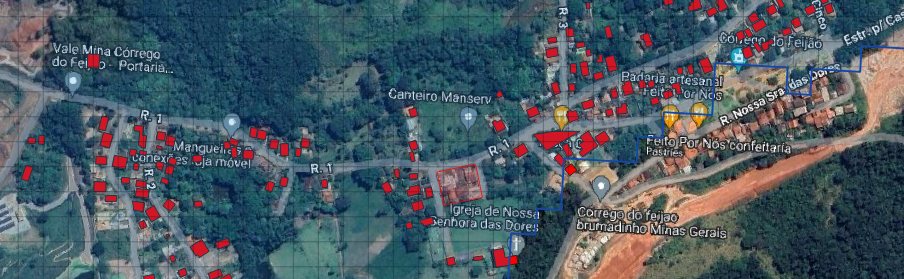 Vale Mina Córrego
do Feijão - Portaria...
R. 3
Cinco
Córrego do Feijão
Estr. p/ Cas
Padaria artesanal
Feito Por Nós
Canteiro Manserv
R. Nossa Sra. das Dores
R. 1
Mangueiras e
conexões loja móvel
R. 2
R. 1
R. 1
Feito Por Nós confeitaria
Pastries
Igreja de Nossa
Senhora das Dores
Córrego do feijao
brumadinho Minas Gerais